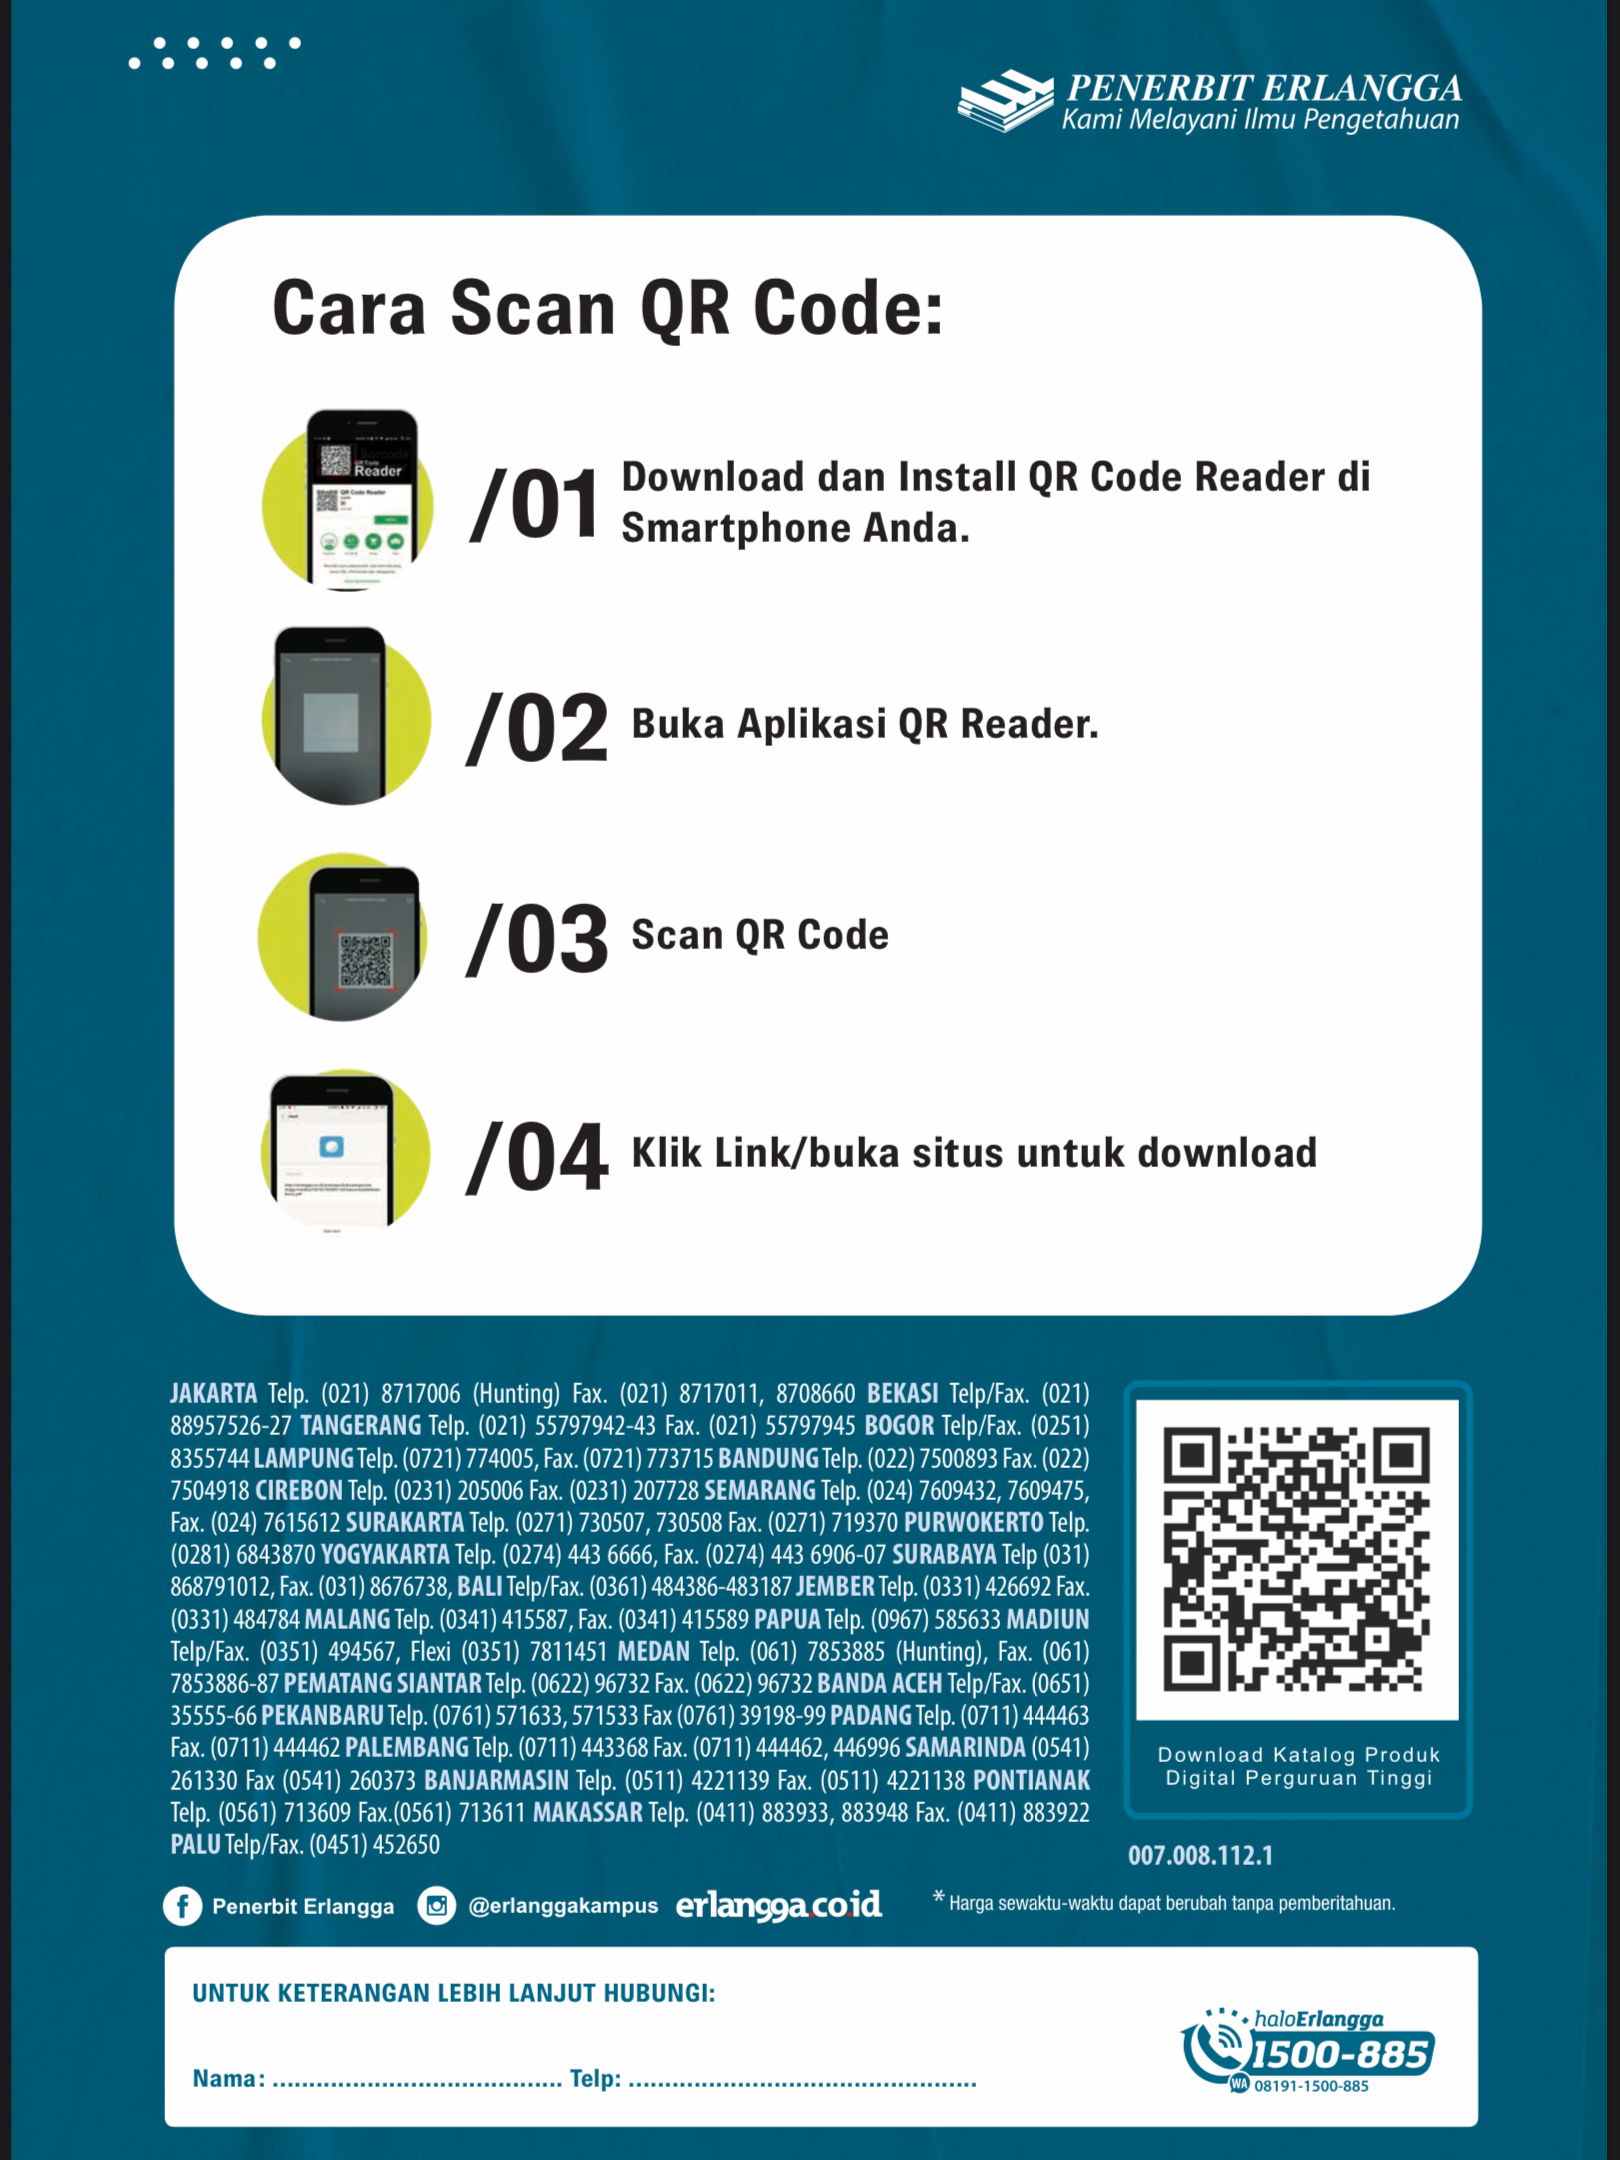 PENERBIT ERLANGGA
Kami Melayani Ilmu Pengetahuan
Cara Scan QR Code:
QR Code
Reader
QR Code Reader
/01 Download dan Install QR Code Reader di
Smartphone Anda.
/02 Buka Aplikasi QR Reader.
/03 Scan QR Code
/04 Klik Link/buka situs untuk download
JAKARTA Telp. (021) 8717006 (Hunting) Fax. (021) 8717011, 8708660 BEKASI Telp/Fax. (021)
88957526-27 TANGERANG Telp. (021) 55797942-43 Fax. (021) 55797945 BOGOR Telp/Fax. (0251)
8355744 LAMPUNG Telp. (0721) 774005, Fax. (0721) 773715 BANDUNG Telp. (022) 7500893 Fax. (022)
7504918 CIREBON Telp. (0231) 205006 Fax. (0231) 207728 SEMARANG Telp. (024) 7609432, 7609475,
Fax. (024) 7615612 SURAKARTA Telp. (0271) 730507, 730508 Fax. (0271) 719370 PURWOKERTO Telp.
(0281) 6843870 YOGYAKARTA Telp. (0274) 443 6666, Fax. (0274) 443 6906-07 SURABAYA Telp (031)
868791012, Fax. (031) 8676738, BALI Telp/Fax. (0361) 484386-483187 JEMBER Telp. (0331) 426692 Fax.
(0331) 484784 MALANG Telp. (0341) 415587, Fax. (0341) 415589 PAPUA Telp. (0967) 585633 MADIUN
Telp/Fax. (0351) 494567, Flexi (0351) 7811451 MEDAN Telp. (061) 7853885 (Hunting), Fax. (061)
7853886-87 PEMATANG SIANTAR Telp. (0622) 96732 Fax. (0622) 96732 BANDA ACEH Telp/Fax. (0651)
35555-66 PEKANBARU Telp. (0761) 571633, 571533 Fax (0761) 39198-99 PADANG Telp. (0711) 444463
Fax. (0711) 444462 PALEMBANG Telp. (0711) 443368 Fax. (0711) 444462, 446996 SAMARINDA (0541)
261330 Fax (0541) 260373 BANJARMASIN Telp. (0511) 4221139 Fax. (0511) 4221138 PONTIANAK
Telp. (0561) 713609 Fax.(0561) 713611 MAKASSAR Telp. (0411) 883933, 883948 Fax. (0411) 883922
PALU Telp/Fax. (0451) 452650
Download Katalog Produk
Digital Perguruan Tinggi
007.008.112.1
Penerbit Erlangga @erlanggakampus erlangga.co.id * Harga sewaktu-waktu dapat berubah tanpa pemberitahuan.
UNTUK KETERANGAN LEBIH LANJUT HUBUNGI:
Nama: ........................................ Telp: ................................................
haloErlangga
1500-885
WA 08191-1500-885